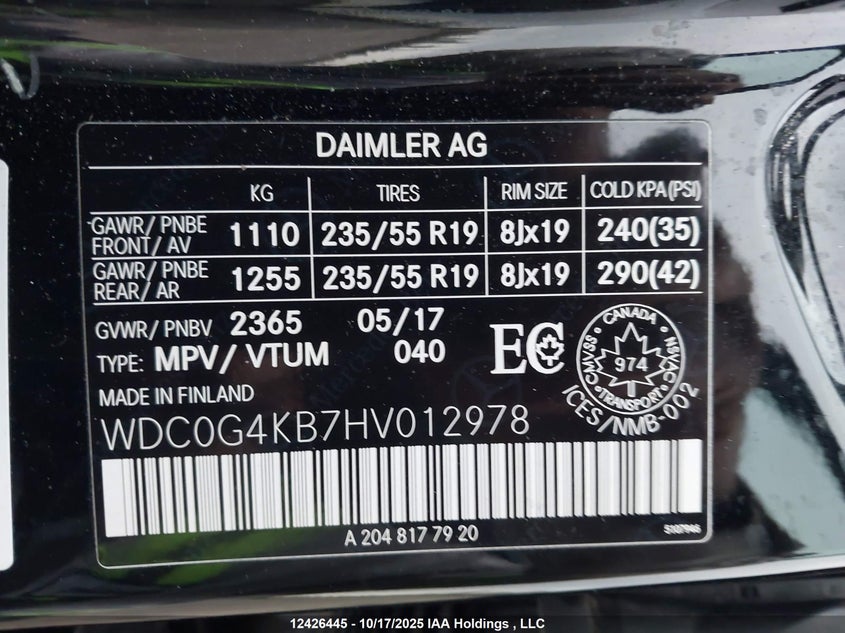 DAIMLER AG
KG TIRES RIM SIZE COLD KPA(PSI)
GAWR/ PNBE FRONT/ AV 1110 235/55 R19 8Jx19 240(35)
GAWR/ PNBE REAR/ AR 1255 235/55 R19 8Jx19 290(42)
GVWR/ PNBV 2365 05/17
TYPE: MPV/ VTUM 040
EC
CANADA
CMVSS NSVAC
974
TRANSPORT
ICES/NMB-002
MADE IN FINLAND
WDC0G4KB7HV012978
A 204 817 79 20
5107946
12426445 - 10/17/2025 IAA Holdings , LLC